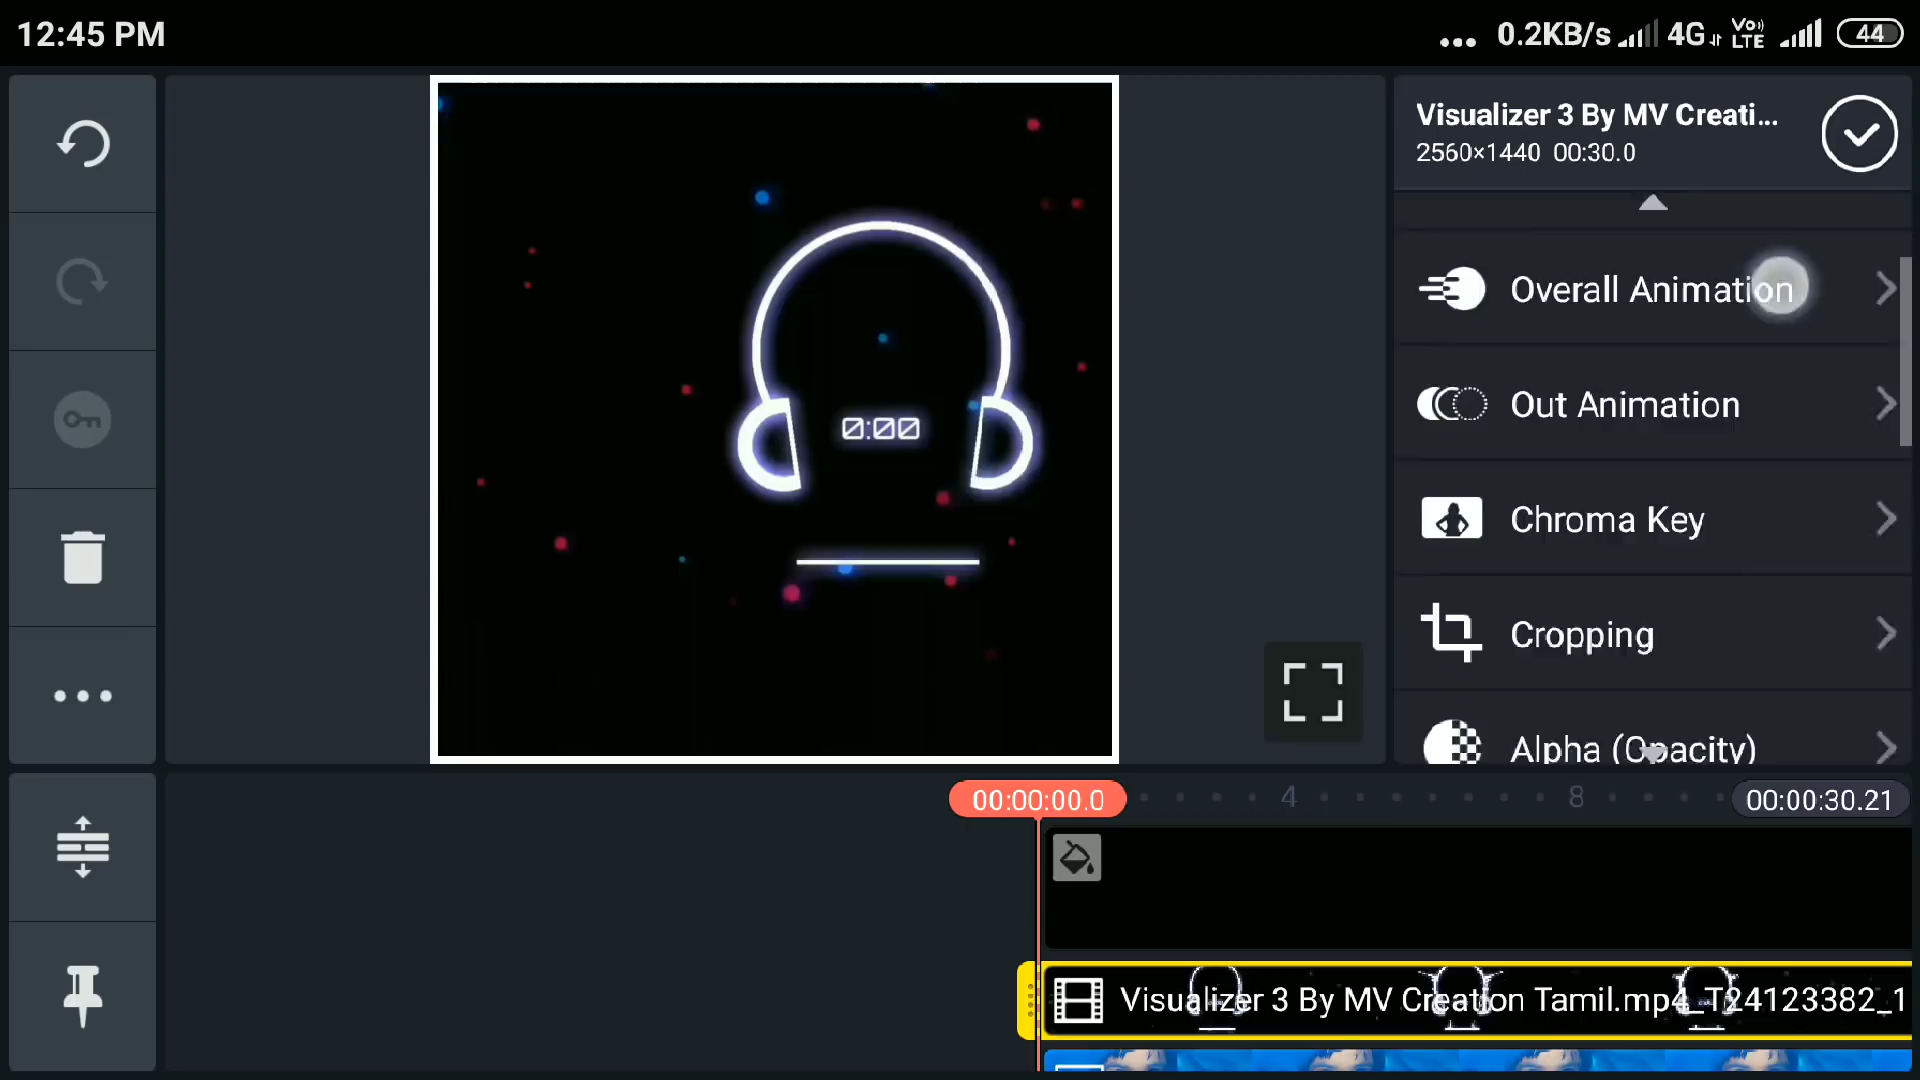 12:45 PM
... 0.2KB/s 4G Vo) LTE 44
Visualizer 3 By MV Creati...
2560×1440 00:30.0
Overall Animation
Out Animation
Chroma Key
Cropping
Alpha (Opacity)
0:00
00:00:00.0 4 8 00:00:30.21
Visualizer 3 By MV Creation Tamil.mp4_T24123382_1